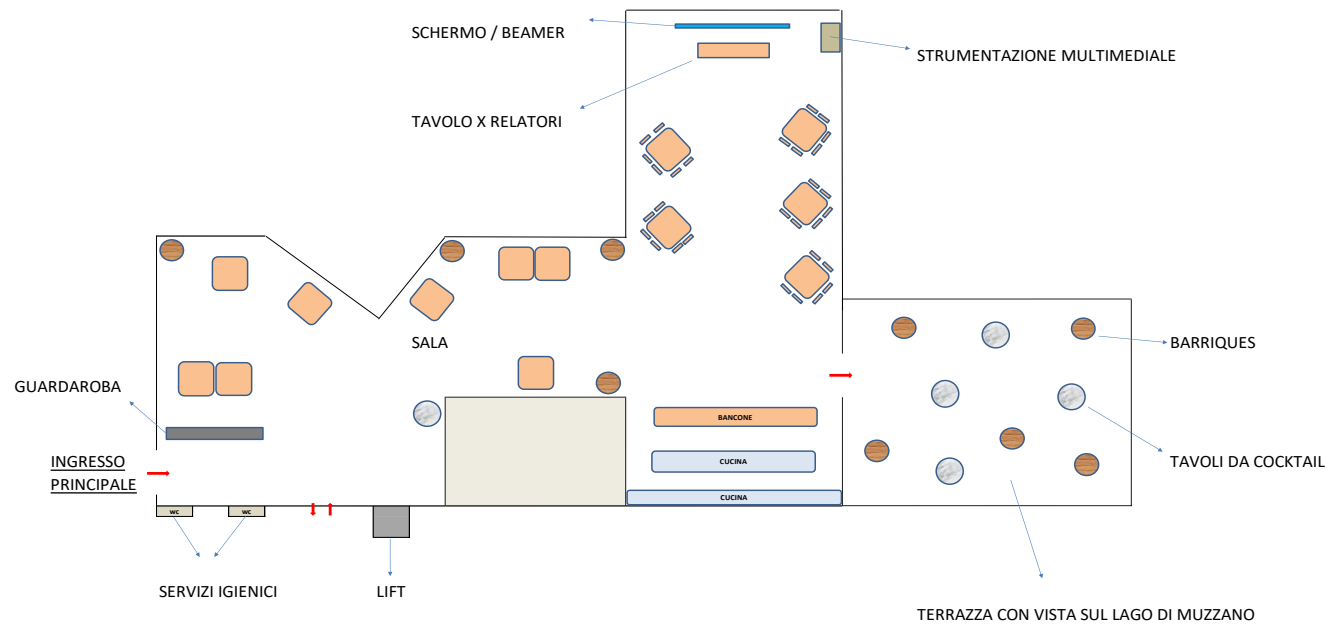 SCHERMO / BEAMER
STRUMENTAZIONE MULTIMEDIALE
TAVOLO X RELATORI
SALA
BARRIQUES
GUARDAROBA
BANCONE
INGRESSO
PRINCIPALE
CUCINA
TAVOLI DA COCKTAIL
CUCINA
WC
WC
SERVIZI IGIENICI
LIFT
TERRAZZA CON VISTA SUL LAGO DI MUZZANO